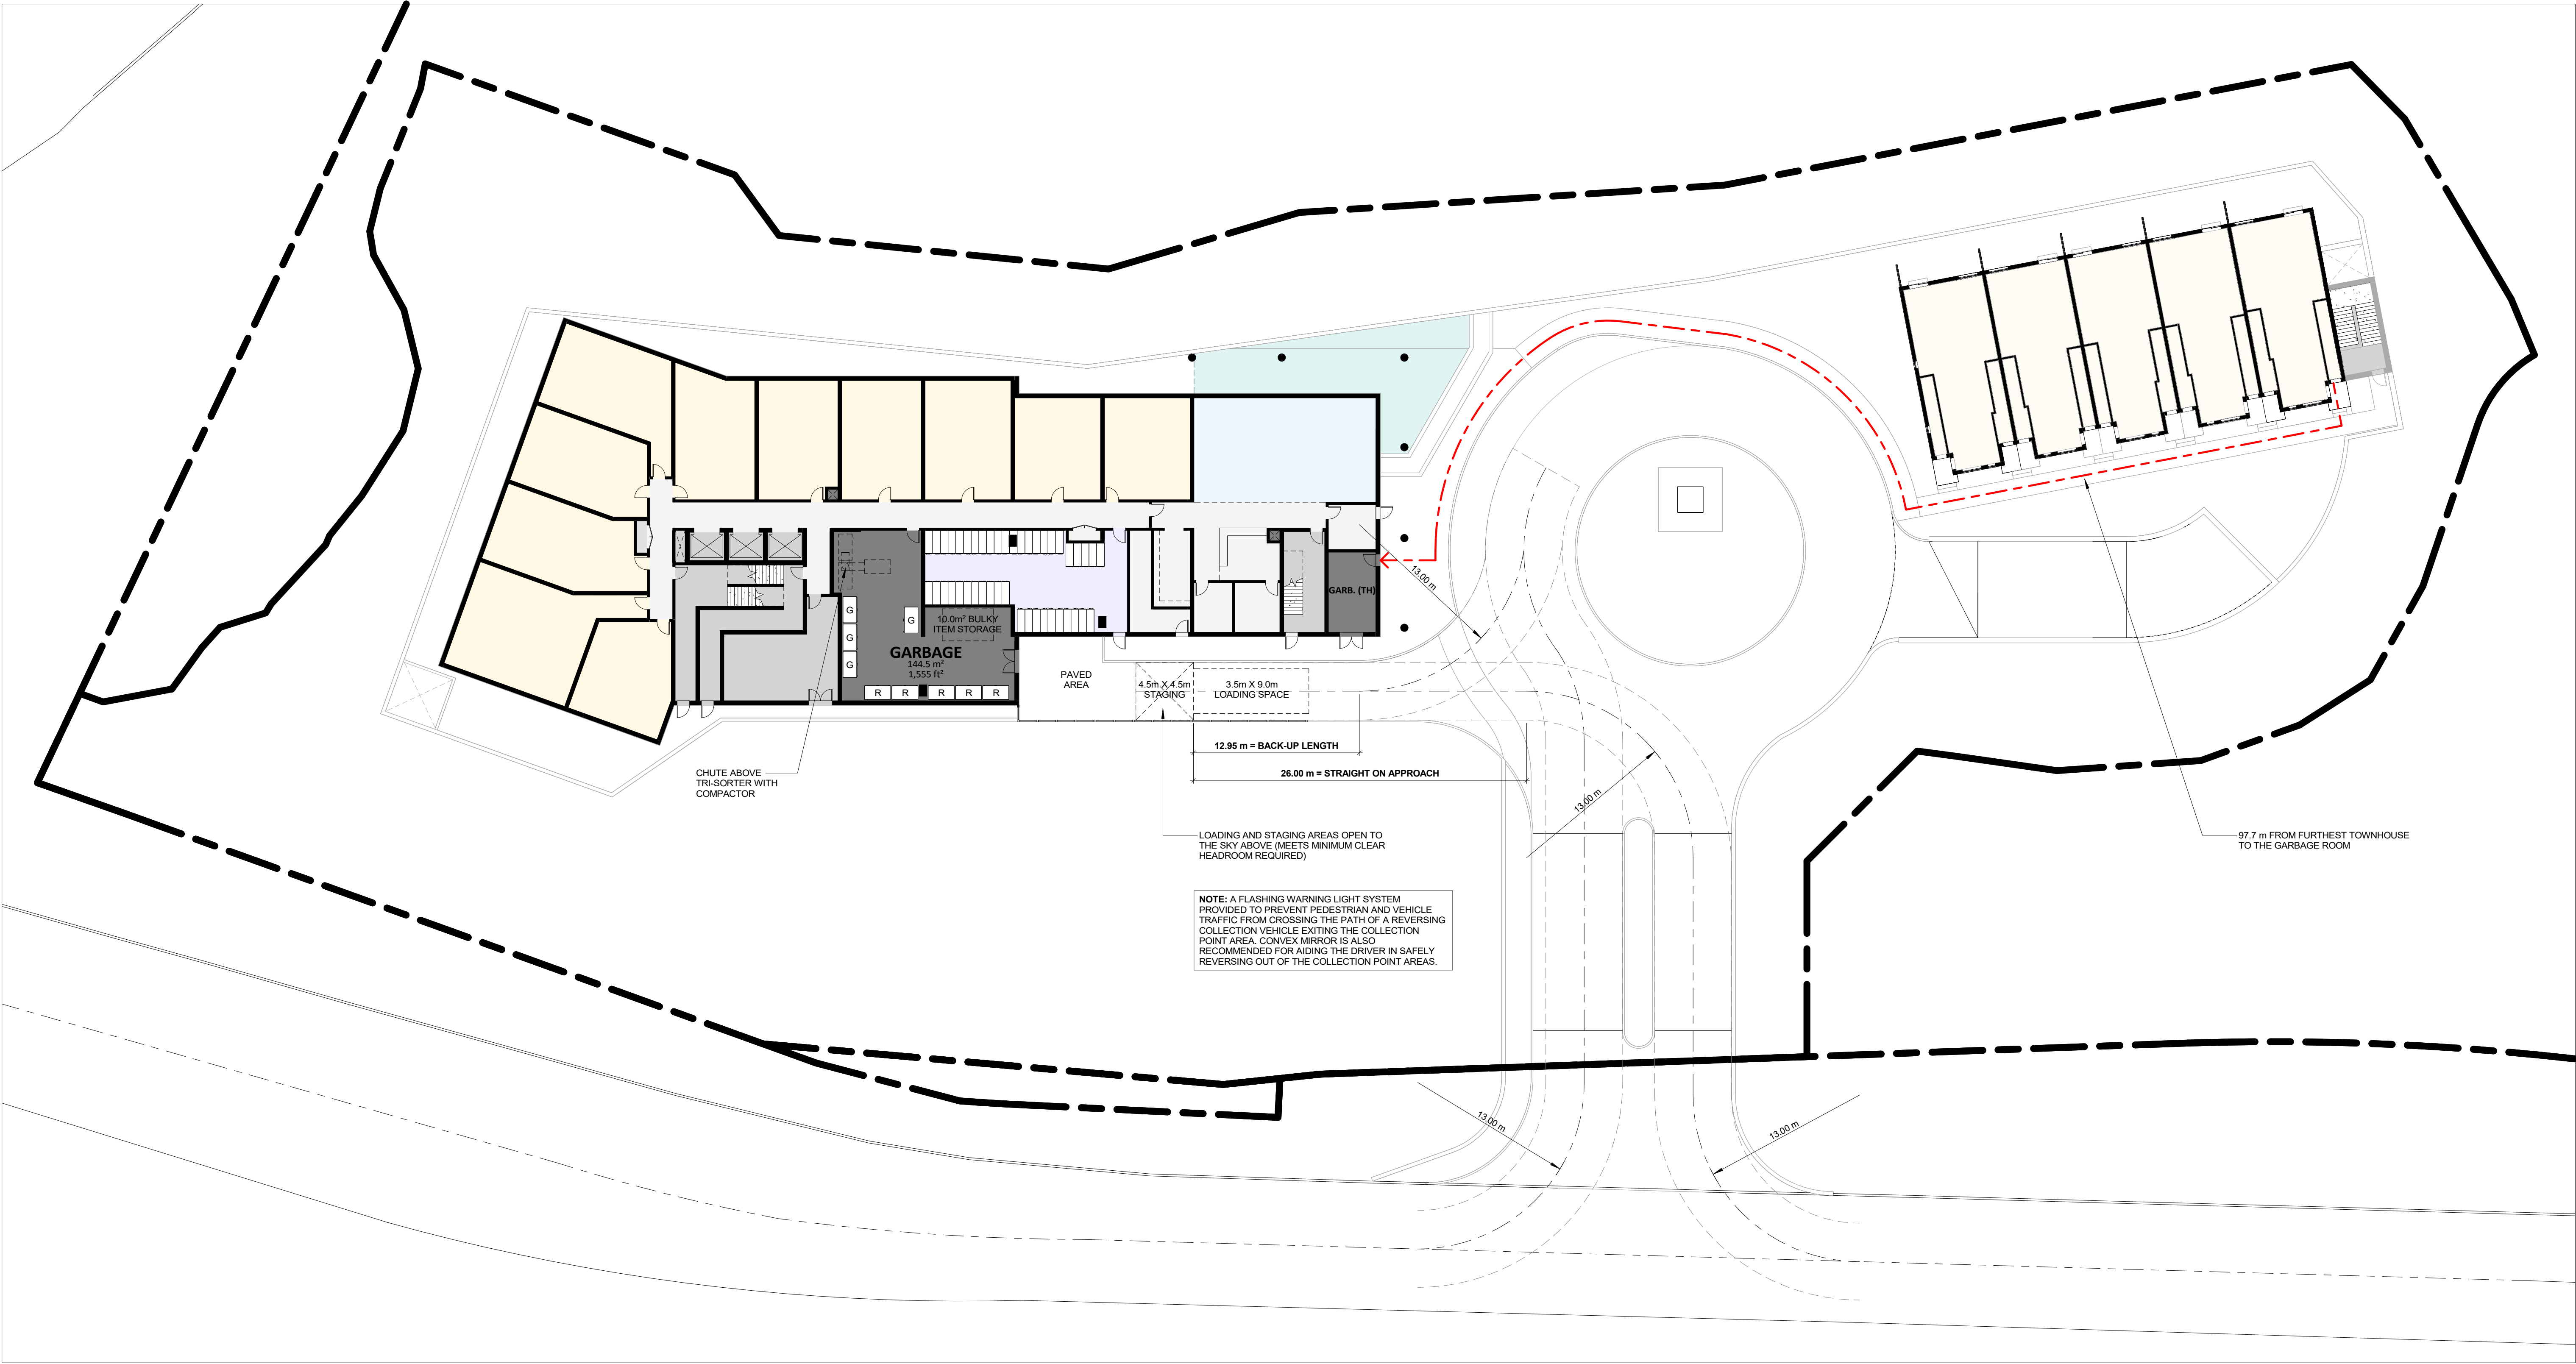 13.00 m
GARB. (TH)
G
G
G
G
10.0m² BULKY
ITEM STORAGE
GARBAGE
144.5 m²
1,555 ft²
R
R
R
R
R
PAVED
AREA
4.5m X 4.5m
STAGING
3.5m X 9.0m
LOADING SPACE
12.95 m = BACK-UP LENGTH
26.00 m = STRAIGHT ON APPROACH
CHUTE ABOVE
TRI-SORTER WITH
COMPACTOR
13.00 m
LOADING AND STAGING AREAS OPEN TO
THE SKY ABOVE (MEETS MINIMUM CLEAR
HEADROOM REQUIRED)
97.7 m FROM FURTHEST TOWNHOUSE
TO THE GARBAGE ROOM
NOTE: A FLASHING WARNING LIGHT SYSTEM
PROVIDED TO PREVENT PEDESTRIAN AND VEHICLE
TRAFFIC FROM CROSSING THE PATH OF A REVERSING
COLLECTION VEHICLE EXITING THE COLLECTION
POINT AREA. CONVEX MIRROR IS ALSO
RECOMMENDED FOR AIDING THE DRIVER IN SAFELY
REVERSING OUT OF THE COLLECTION POINT AREAS.
13.00 m
13.00 m